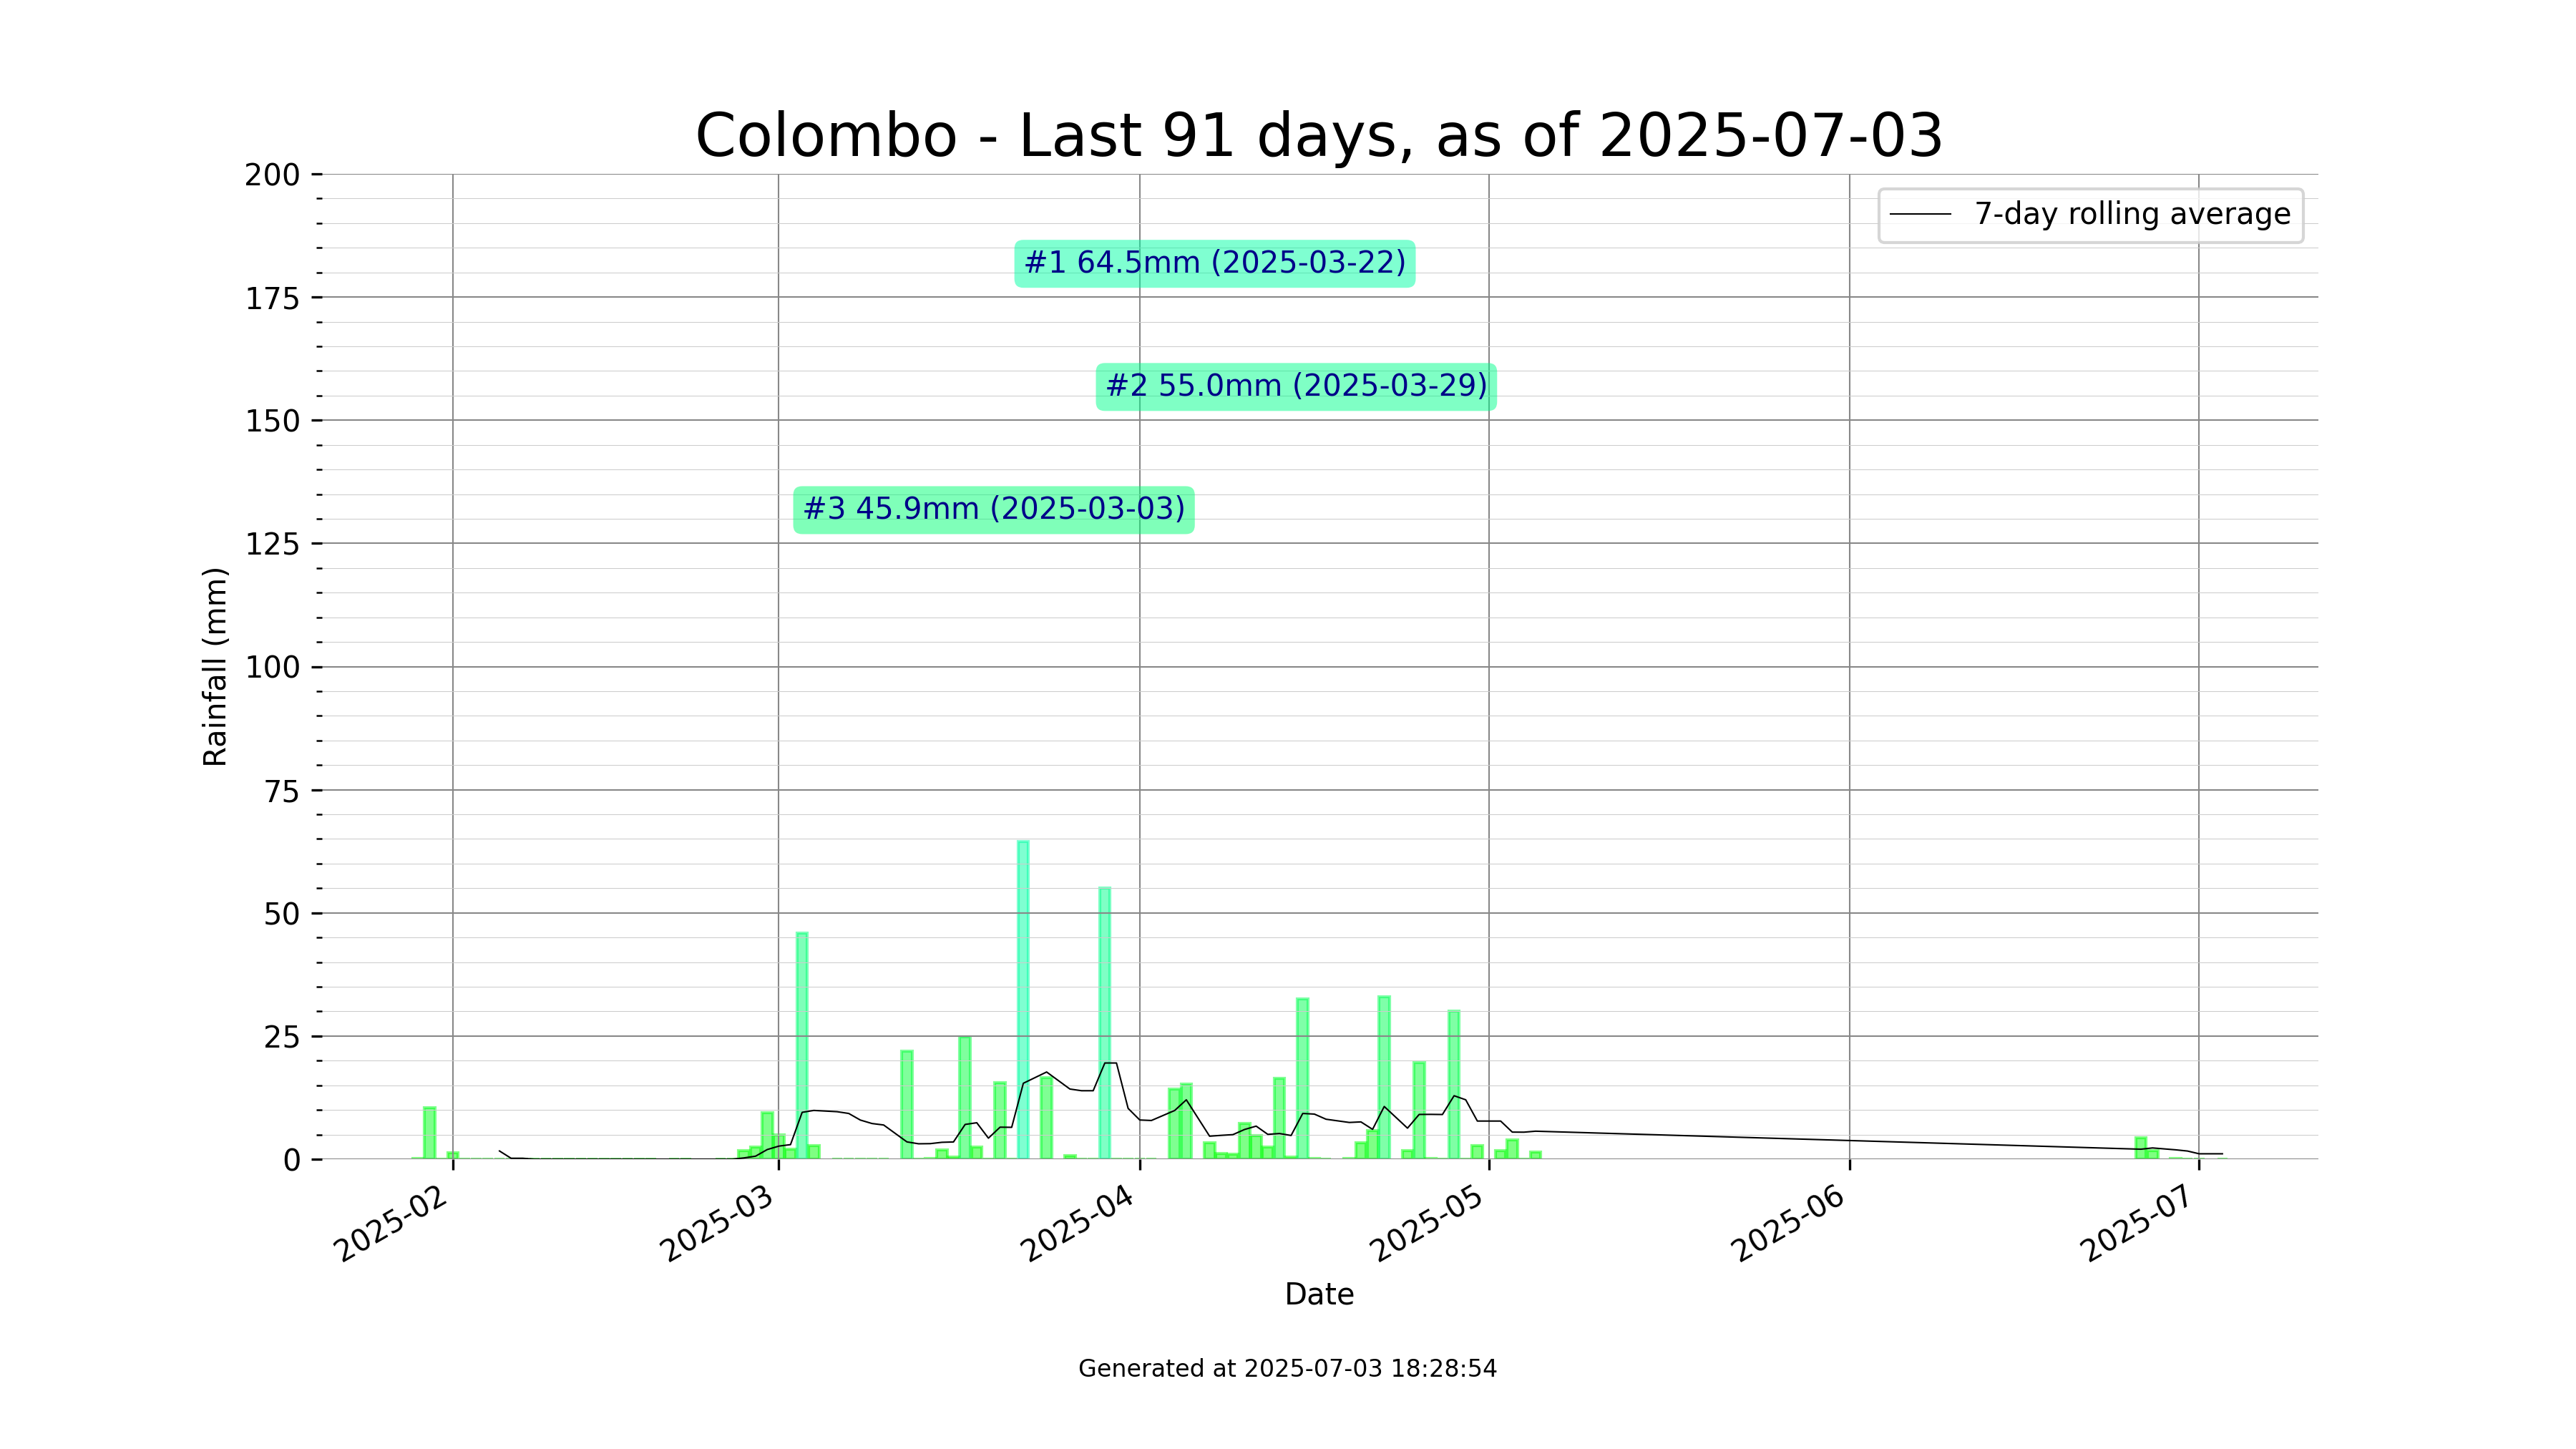 Colombo - Last 91 days, as of 2025-07-03
200
175
150
125
100
75
50
25
0
Rainfall (mm)
7-day rolling average
#1 64.5mm (2025-03-22)
#2 55.0mm (2025-03-29)
#3 45.9mm (2025-03-03)
2025-02
2025-03
2025-04
2025-05
2025-06
2025-07
Date
Generated at 2025-07-03 18:28:54